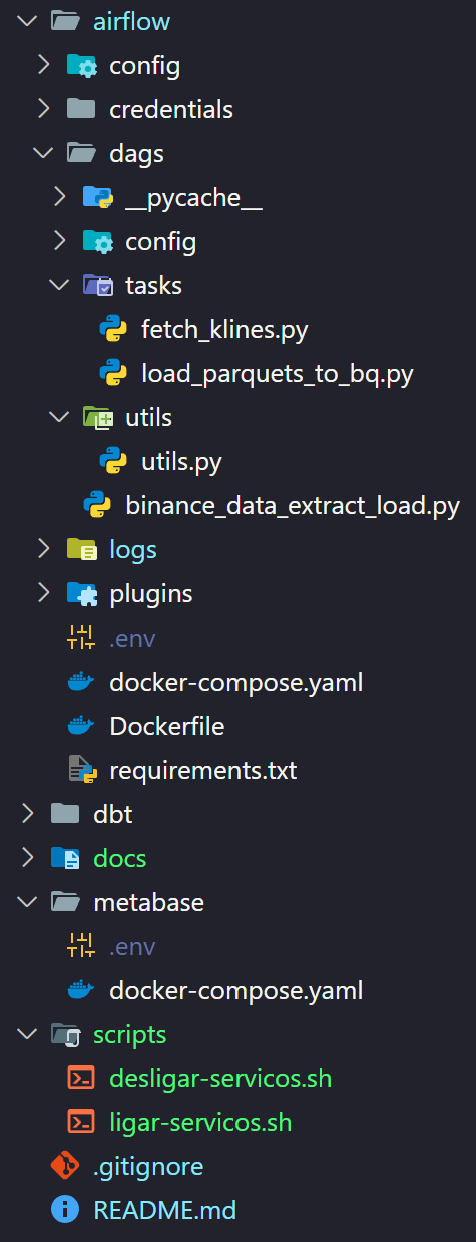 airflow
config
credentials
dags
__pycache__
config
tasks
fetch_klines.py
load_parquets_to_bq.py
utils
utils.py
binance_data_extract_load.py
logs
plugins
.env
docker-compose.yaml
Dockerfile
requirements.txt
dbt
docs
metabase
.env
docker-compose.yaml
scripts
desligar-servicos.sh
ligar-servicos.sh
.gitignore
README.md